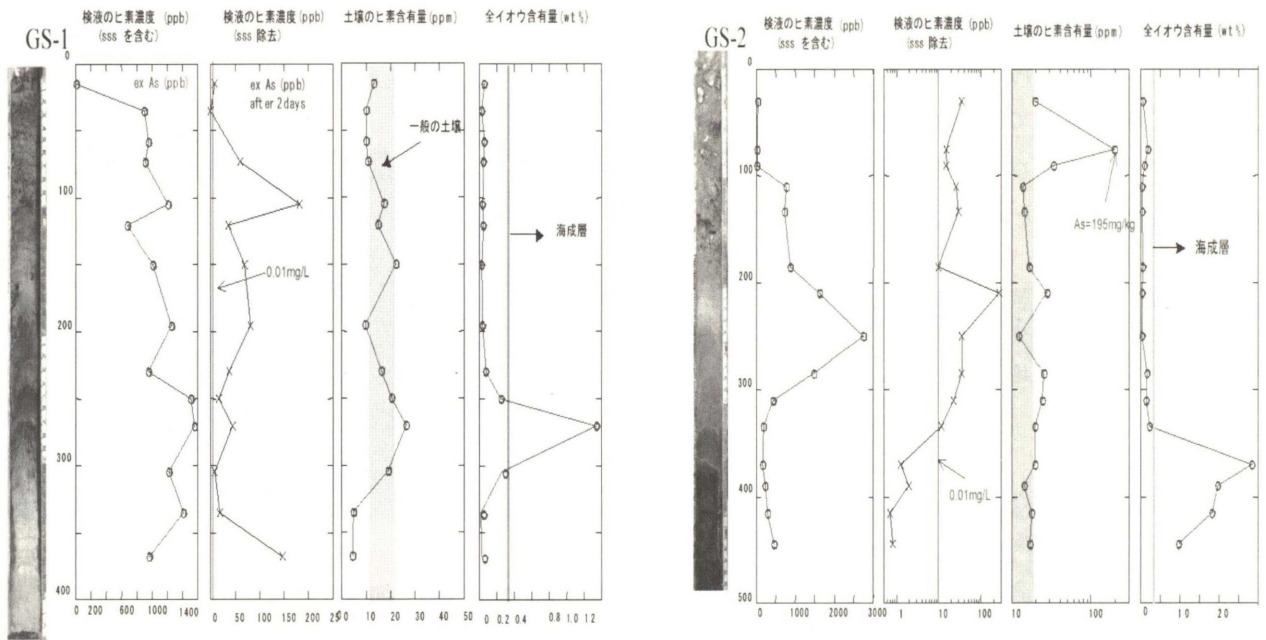 GS-1
検液のヒ素濃度 (ppb)
(sss を含む)
検液のヒ素濃度 (ppb)
(sss 除去)
土壌のヒ素含有量 (ppm)
全イオウ含有量 (wt%)
ex As (ppb)
ex As (ppb)
after 2days
一般の土壌
海成層
0.01mg/L
0
100
200
300
400
0 200 600 1000 1400
0 50 100 150 200 25
0 10 20 30 40 50
0 0.2 0.4 0.6 0.8 1.0 1.2 1.4
GS-2
検液のヒ素濃度 (ppb)
(sss を含む)
検液のヒ素濃度 (ppb)
(sss 除去)
土壌のヒ素含有量 (ppm)
全イオウ含有量 (wt%)
As=195mg/kg
海成層
0.01mg/L
0
100
200
300
400
500
0 1000 2000 3000
1 10 100
10 100
0 10 20